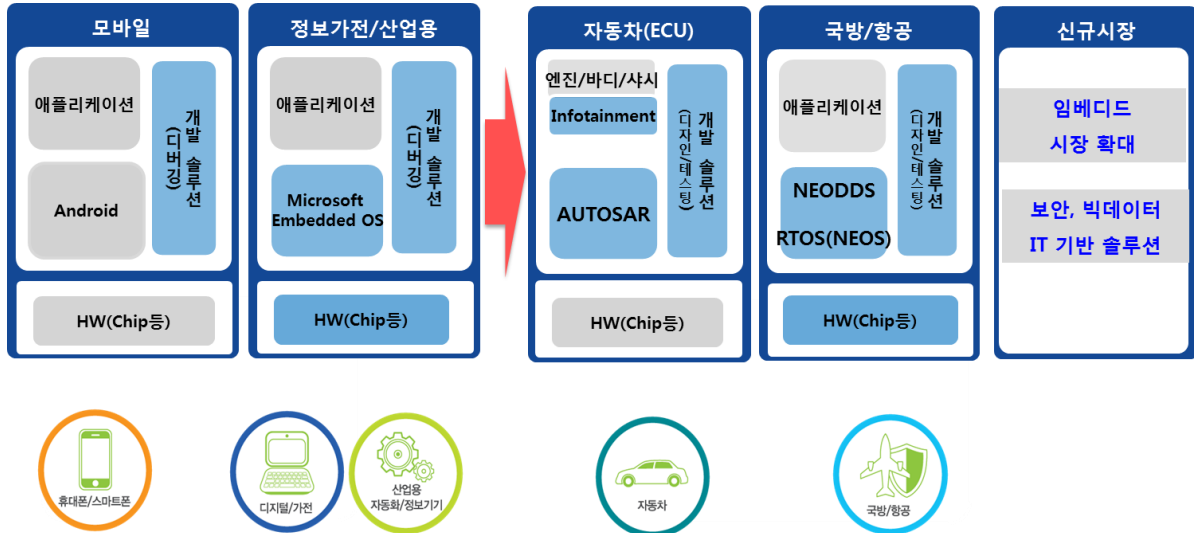 모바일
애플리케이션
Android
개발 솔루션
(디버깅)
HW(Chip등)
정보가전/산업용
애플리케이션
Microsoft
Embedded OS
개발 솔루션
(디버깅)
HW(Chip등)
자동차(ECU)
엔진/바디/샤시
Infotainment
AUTOSAR
개발 솔루션
(디자인/테스팅)
HW(Chip등)
국방/항공
애플리케이션
NEODDS
RTOS(NEOS)
개발 솔루션
(디자인/테스팅)
HW(Chip등)
신규시장
임베디드
시장 확대
보안, 빅데이터
IT 기반 솔루션
휴대폰/스마트폰
디지털/가전
산업용
자동화/정보기기
자동차
국방/항공